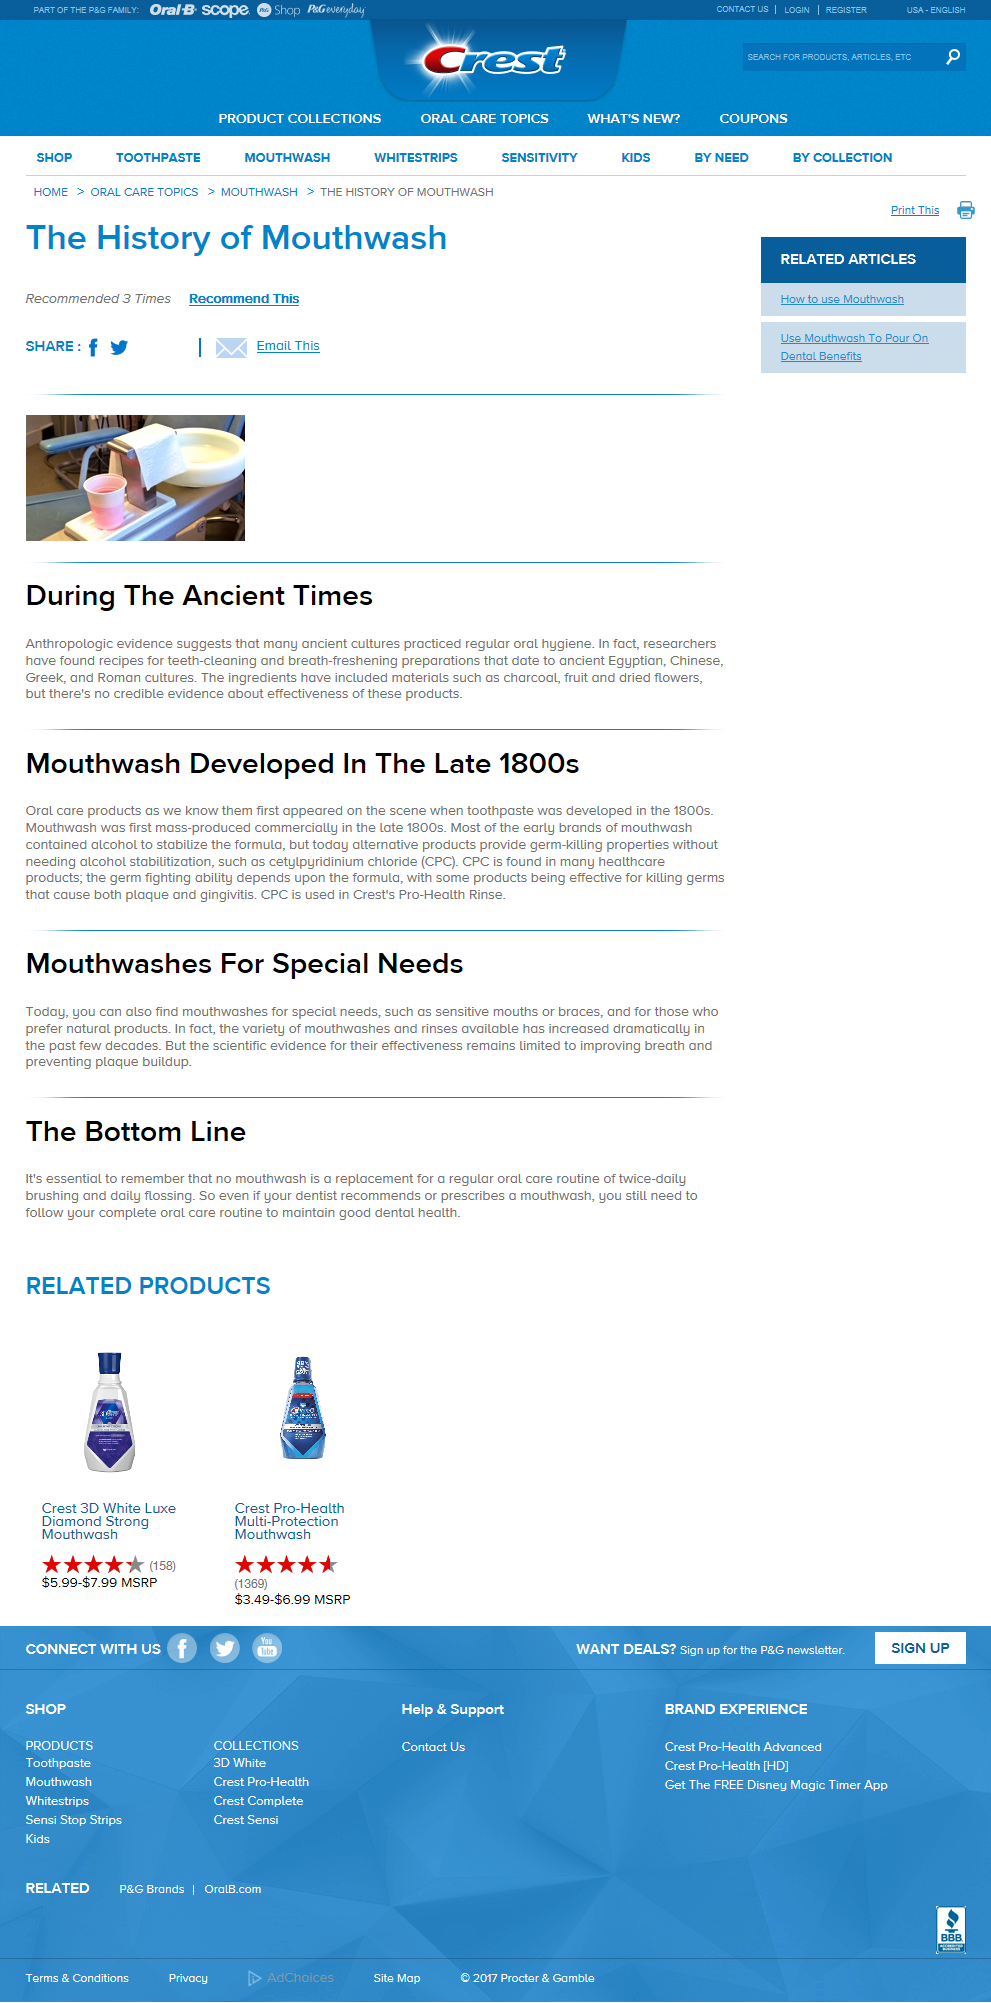 PART OF THE P&G FAMILY: Oral-B scope P&G Shop P&G everyday CONTACT US | LOGIN | REGISTER USA - ENGLISH
Crest
SEARCH FOR PRODUCTS, ARTICLES, ETC
PRODUCT COLLECTIONS ORAL CARE TOPICS WHAT'S NEW? COUPONS
SHOP TOOTHPASTE MOUTHWASH WHITESTRIPS SENSITIVITY KIDS BY NEED BY COLLECTION
HOME > ORAL CARE TOPICS > MOUTHWASH > THE HISTORY OF MOUTHWASH
Print This
The History of Mouthwash
RELATED ARTICLES
How to use Mouthwash
Use Mouthwash To Pour On
Dental Benefits
Recommended 3 Times Recommend This
SHARE : | Email This
During The Ancient Times
Anthropologic evidence suggests that many ancient cultures practiced regular oral hygiene. In fact, researchers
have found recipes for teeth-cleaning and breath-freshening preparations that date to ancient Egyptian, Chinese,
Greek, and Roman cultures. The ingredients have included materials such as charcoal, fruit and dried flowers,
but there's no credible evidence about effectiveness of these products.
Mouthwash Developed In The Late 1800s
Oral care products as we know them first appeared on the scene when toothpaste was developed in the 1800s.
Mouthwash was first mass-produced commercially in the late 1800s. Most of the early brands of mouthwash
contained alcohol to stabilize the formula, but today alternative products provide germ-killing properties without
needing alcohol stabilitization, such as cetylpyridinium chloride (CPC). CPC is found in many healthcare
products; the germ fighting ability depends upon the formula, with some products being effective for killing germs
that cause both plaque and gingivitis. CPC is used in Crest's Pro-Health Rinse.
Mouthwashes For Special Needs
Today, you can also find mouthwashes for special needs, such as sensitive mouths or braces, and for those who
prefer natural products. In fact, the variety of mouthwashes and rinses available has increased dramatically in
the past few decades. But the scientific evidence for their effectiveness remains limited to improving breath and
preventing plaque buildup.
The Bottom Line
It's essential to remember that no mouthwash is a replacement for a regular oral care routine of twice-daily
brushing and daily flossing. So even if your dentist recommends or prescribes a mouthwash, you still need to
follow your complete oral care routine to maintain good dental health.
RELATED PRODUCTS
Crest 3D White Luxe
Diamond Strong
Mouthwash
(158)
$5.99-$7.99 MSRP
Crest Pro-Health
Multi-Protection
Mouthwash
(1369)
$3.49-$6.99 MSRP
CONNECT WITH US You Tube WANT DEALS? Sign up for the P&G newsletter. SIGN UP
SHOP
PRODUCTS
Toothpaste
Mouthwash
Whitestrips
Sensi Stop Strips
Kids
COLLECTIONS
3D White
Crest Pro-Health
Crest Complete
Crest Sensi
Help & Support
Contact Us
BRAND EXPERIENCE
Crest Pro-Health Advanced
Crest Pro-Health [HD]
Get The FREE Disney Magic Timer App
RELATED P&G Brands | OralB.com
BBB
ACCREDITED
BUSINESS
Terms & Conditions Privacy AdChoices Site Map © 2017 Procter & Gamble